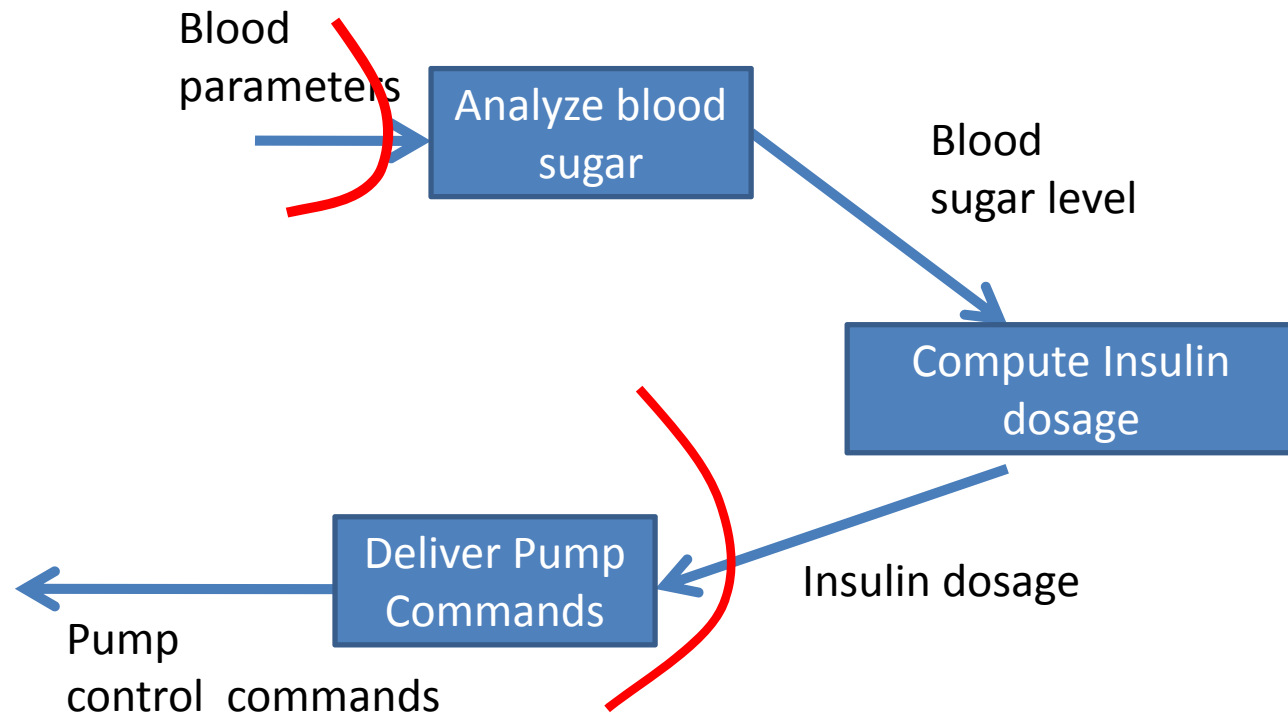 Blood
parameters
Analyze blood
sugar
Blood
sugar level
Compute Insulin
dosage
Insulin dosage
Deliver Pump
Commands
Pump
control commands